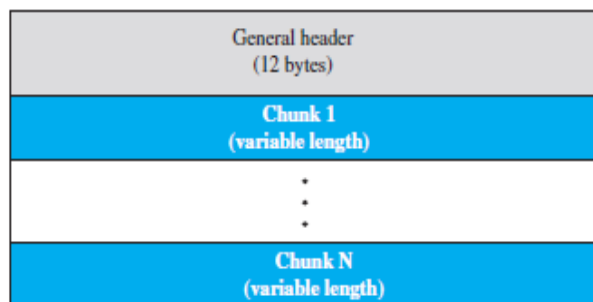 General header
(12 bytes)
Chunk 1
(variable length)
Chunk N
(variable length)